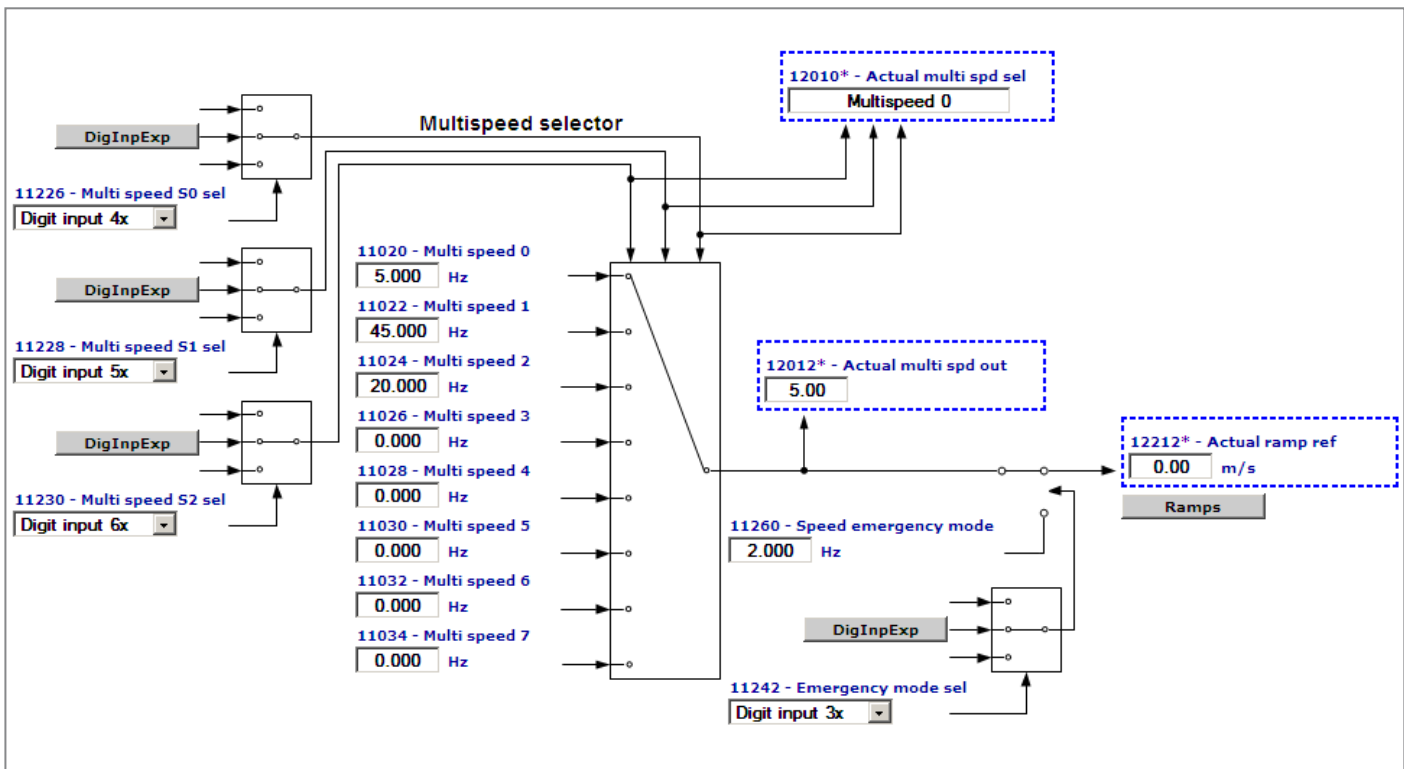 12010* - Actual multi spd sel
Multispeed 0
Multispeed selector
DigInpExp
11226 - Multi speed S0 sel
Digit input 4x
DigInpExp
11228 - Multi speed S1 sel
Digit input 5x
DigInpExp
11230 - Multi speed S2 sel
Digit input 6x
11020 - Multi speed 0
5.000 Hz
11022 - Multi speed 1
45.000 Hz
11024 - Multi speed 2
20.000 Hz
11026 - Multi speed 3
0.000 Hz
11028 - Multi speed 4
0.000 Hz
11030 - Multi speed 5
0.000 Hz
11032 - Multi speed 6
0.000 Hz
11034 - Multi speed 7
0.000 Hz
12012* - Actual multi spd out
5.00
12212* - Actual ramp ref
0.00 m/s
Ramps
11260 - Speed emergency mode
2.000 Hz
DigInpExp
11242 - Emergency mode sel
Digit input 3x